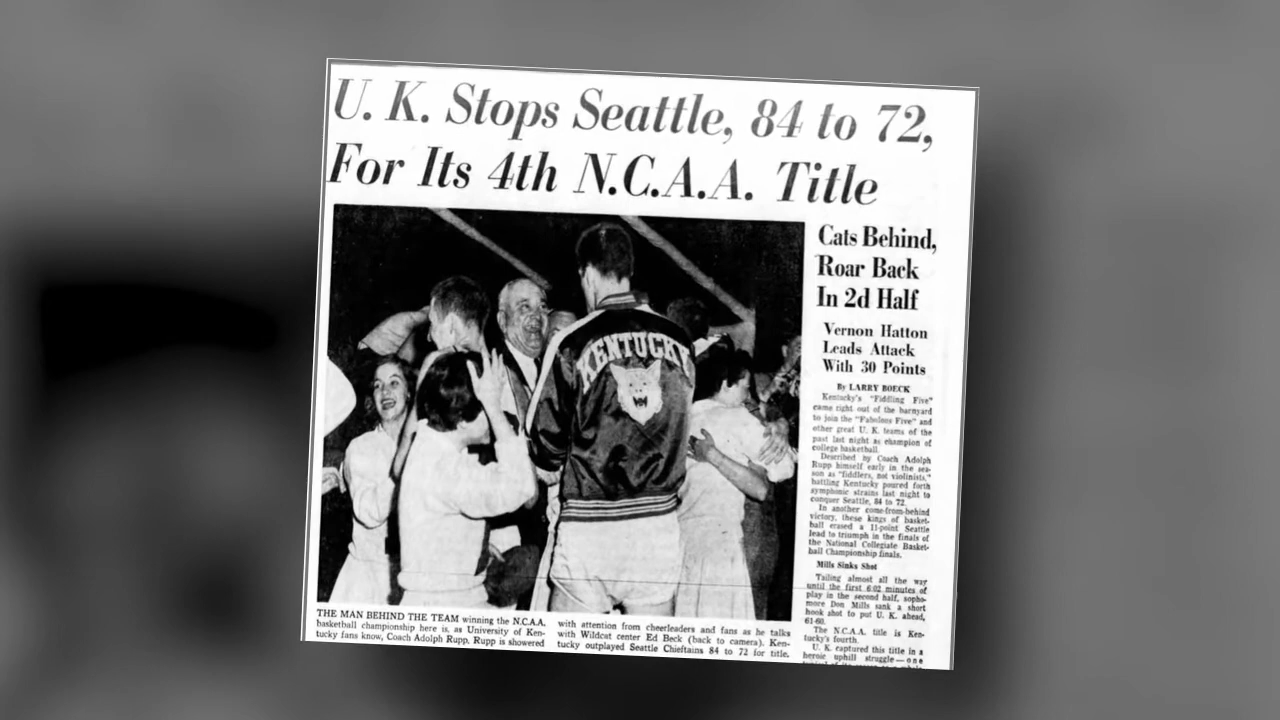 U. K. Stops Seattle, 84 to 72,
For Its 4th N.C.A.A. Title
KENTUCKY
THE MAN BEHIND THE TEAM winning the N.C.A.A.
basketball championship here is, as University of Ken-
tucky fans know, Coach Adolph Rupp. Rupp is showered
with attention from cheerleaders and fans as he talks
with Wildcat center Ed Beck (back to camera). Ken-
tucky outplayed Seattle Chieftains 84 to 72 for title.
Cats Behind,
Roar Back
In 2d Half
Vernon Hatton
Leads Attack
With 30 Points
By LARRY BOECK
Kentucky's "Fiddling Five"
came right out of the barnyard
to join the "Fabulous Five" and
other great U. K. teams of the
past last night as champion of
college basketball.
Described by Coach Adolph
Rupp himself early in the sea-
son as "fiddlers, not violinists,"
battling Kentucky poured forth
symphonic strains last night to
conquer Seattle, 84 to 72.
In another come-from-behind
victory, these kings of basket-
ball erased a 11-point Seattle
lead to triumph in the finals of
the National Collegiate Basket-
ball Championship finals.
Mills Sinks Shot
Tailing almost all the way
until the first 6:02 minutes of
play in the second half, sopho-
more Don Mills sank a short
hook shot to put U. K. ahead,
61-60.
The N.C.A.A. title is Ken-
tucky's fourth.
U. K. captured this title in a
heroic uphill struggle—one